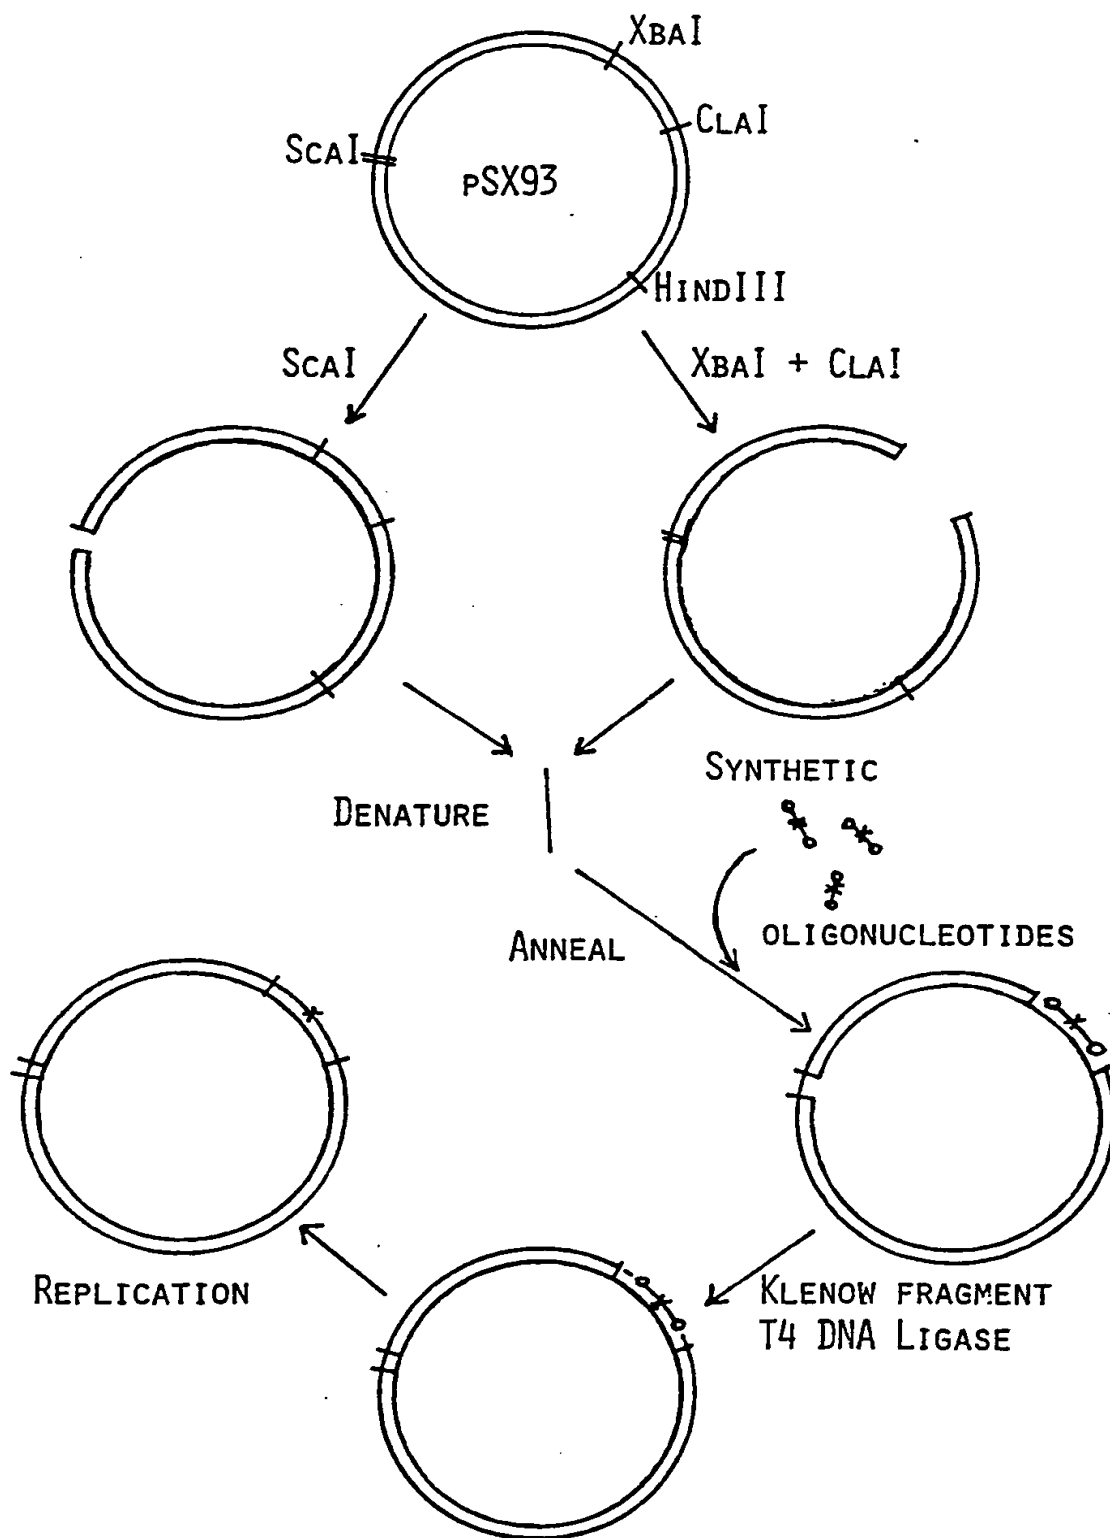 XBAI
CLAI
SCAI
PSX93
HINDIII
SCAI
XBAI + CLAI
SYNTHETIC
DENATURE
OLIGONUCLEOTIDES
ANNEAL
REPLICATION
KLENOW FRAGMENT
T4 DNA LIGASE